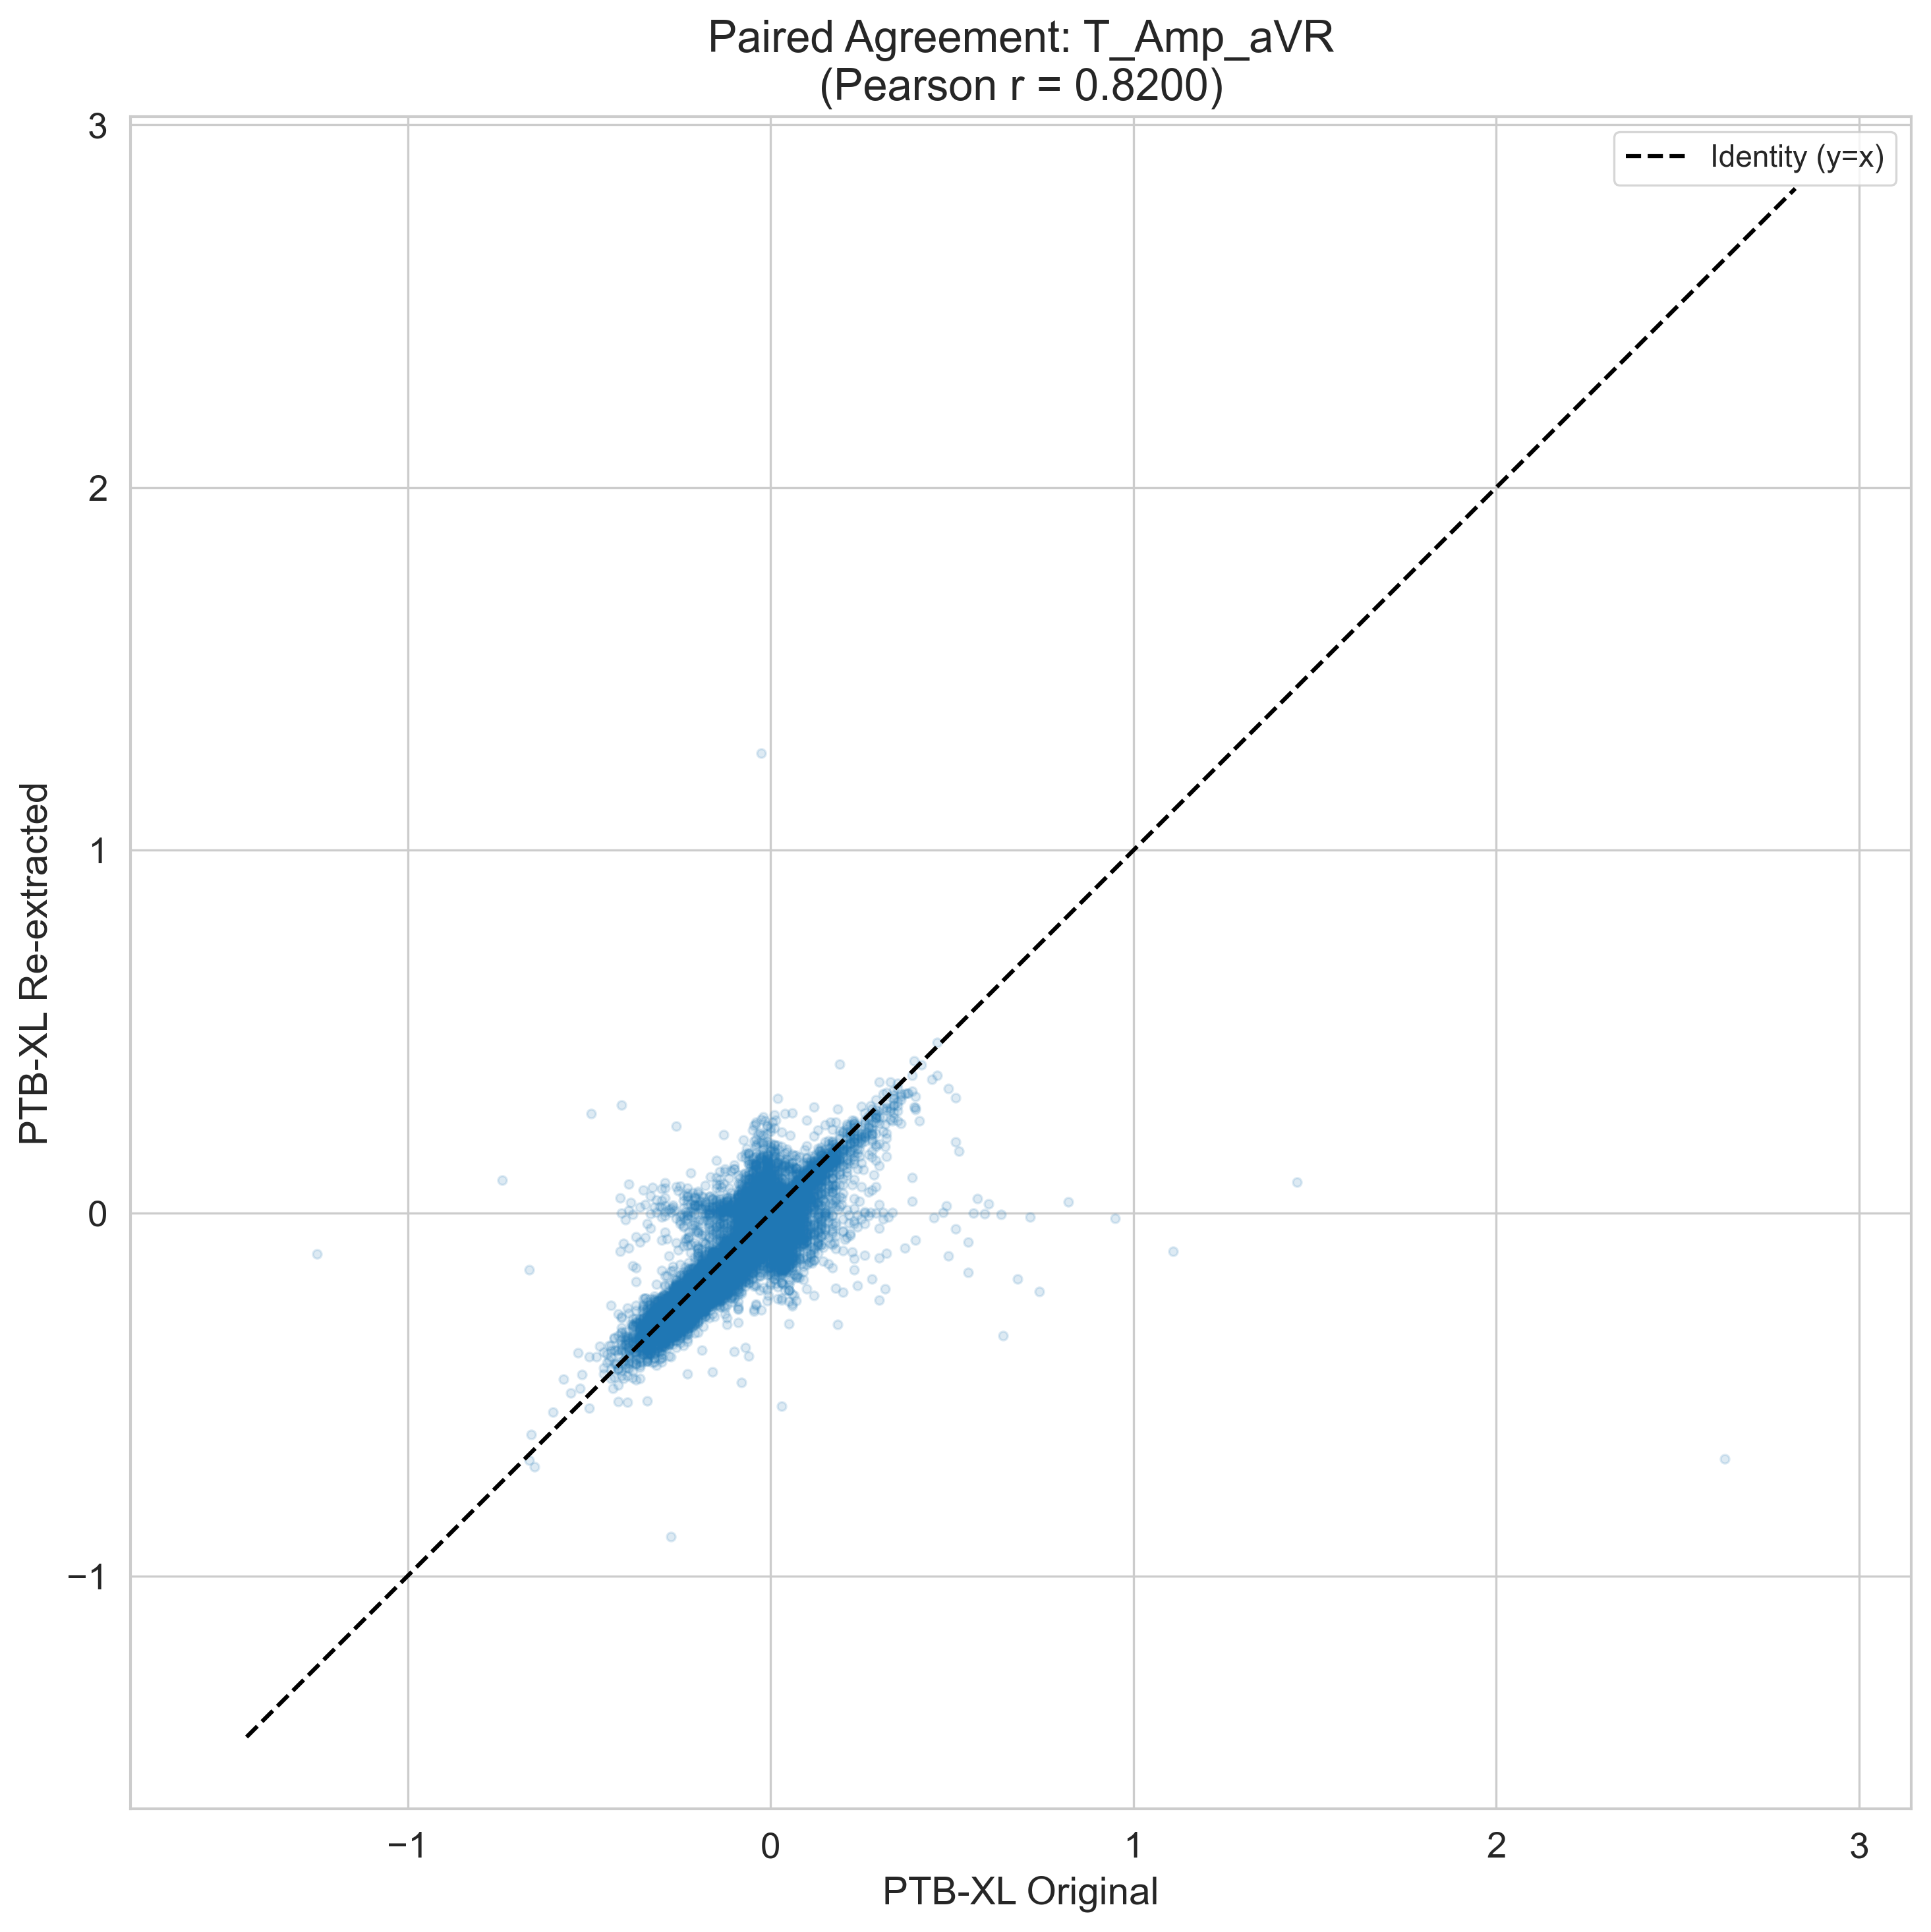 Paired Agreement: T_Amp_aVR
(Pearson r = 0.8200)
Identity (y=x)
3
2
1
0
−1
PTB-XL Re-extracted
−1
0
1
2
3
PTB-XL Original